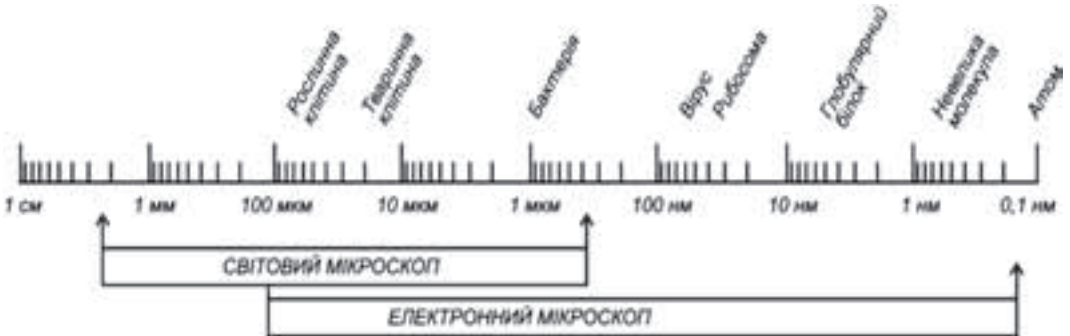 Рослинна
клітина
Тваринна
клітина
Бактерія
Вірус
Рибосома
Глобулярний
білок
Невелика
молекула
Атом
1 см
1 мм
100 мкм
10 мкм
1 мкм
100 нм
10 нм
1 нм
0,1 нм
СВІТОВИЙ МІКРОСКОП
ЕЛЕКТРОННИЙ МІКРОСКОП